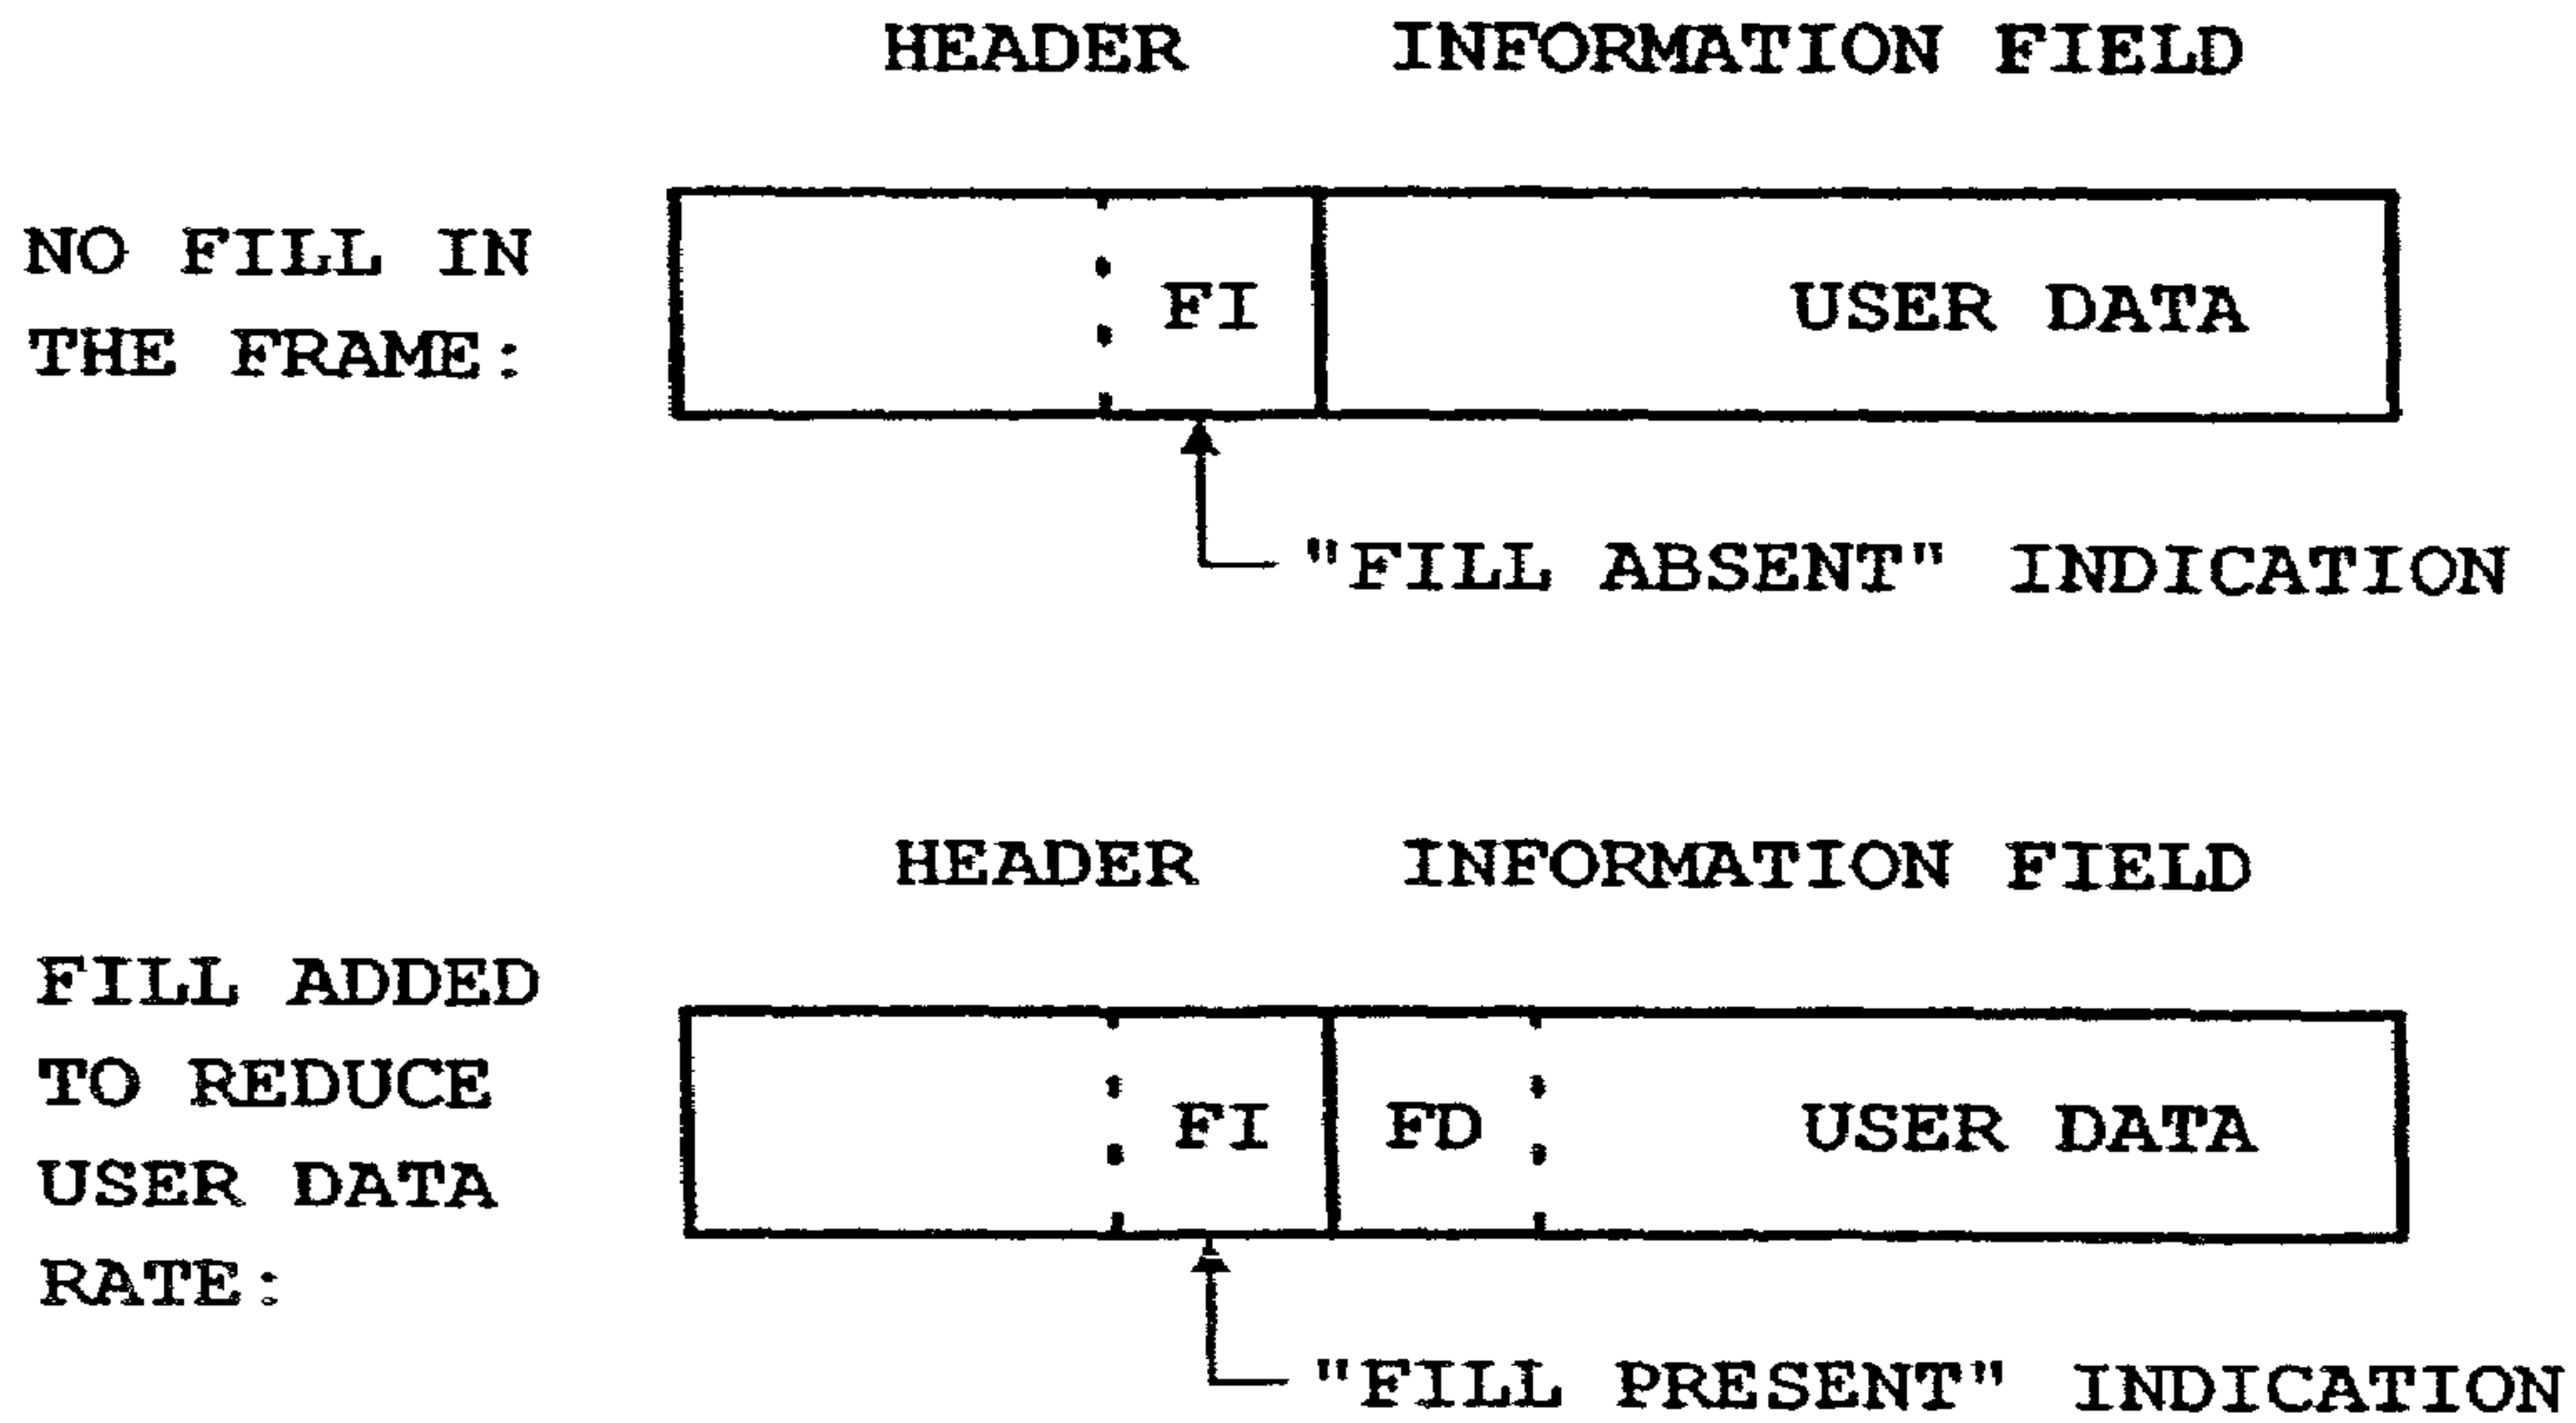 HEADER INFORMATION FIELD
NO FILL IN
THE FRAME:
FI USER DATA
"FILL ABSENT" INDICATION
HEADER INFORMATION FIELD
FILL ADDED
TO REDUCE
USER DATA
RATE:
FI FD USER DATA
"FILL PRESENT" INDICATION